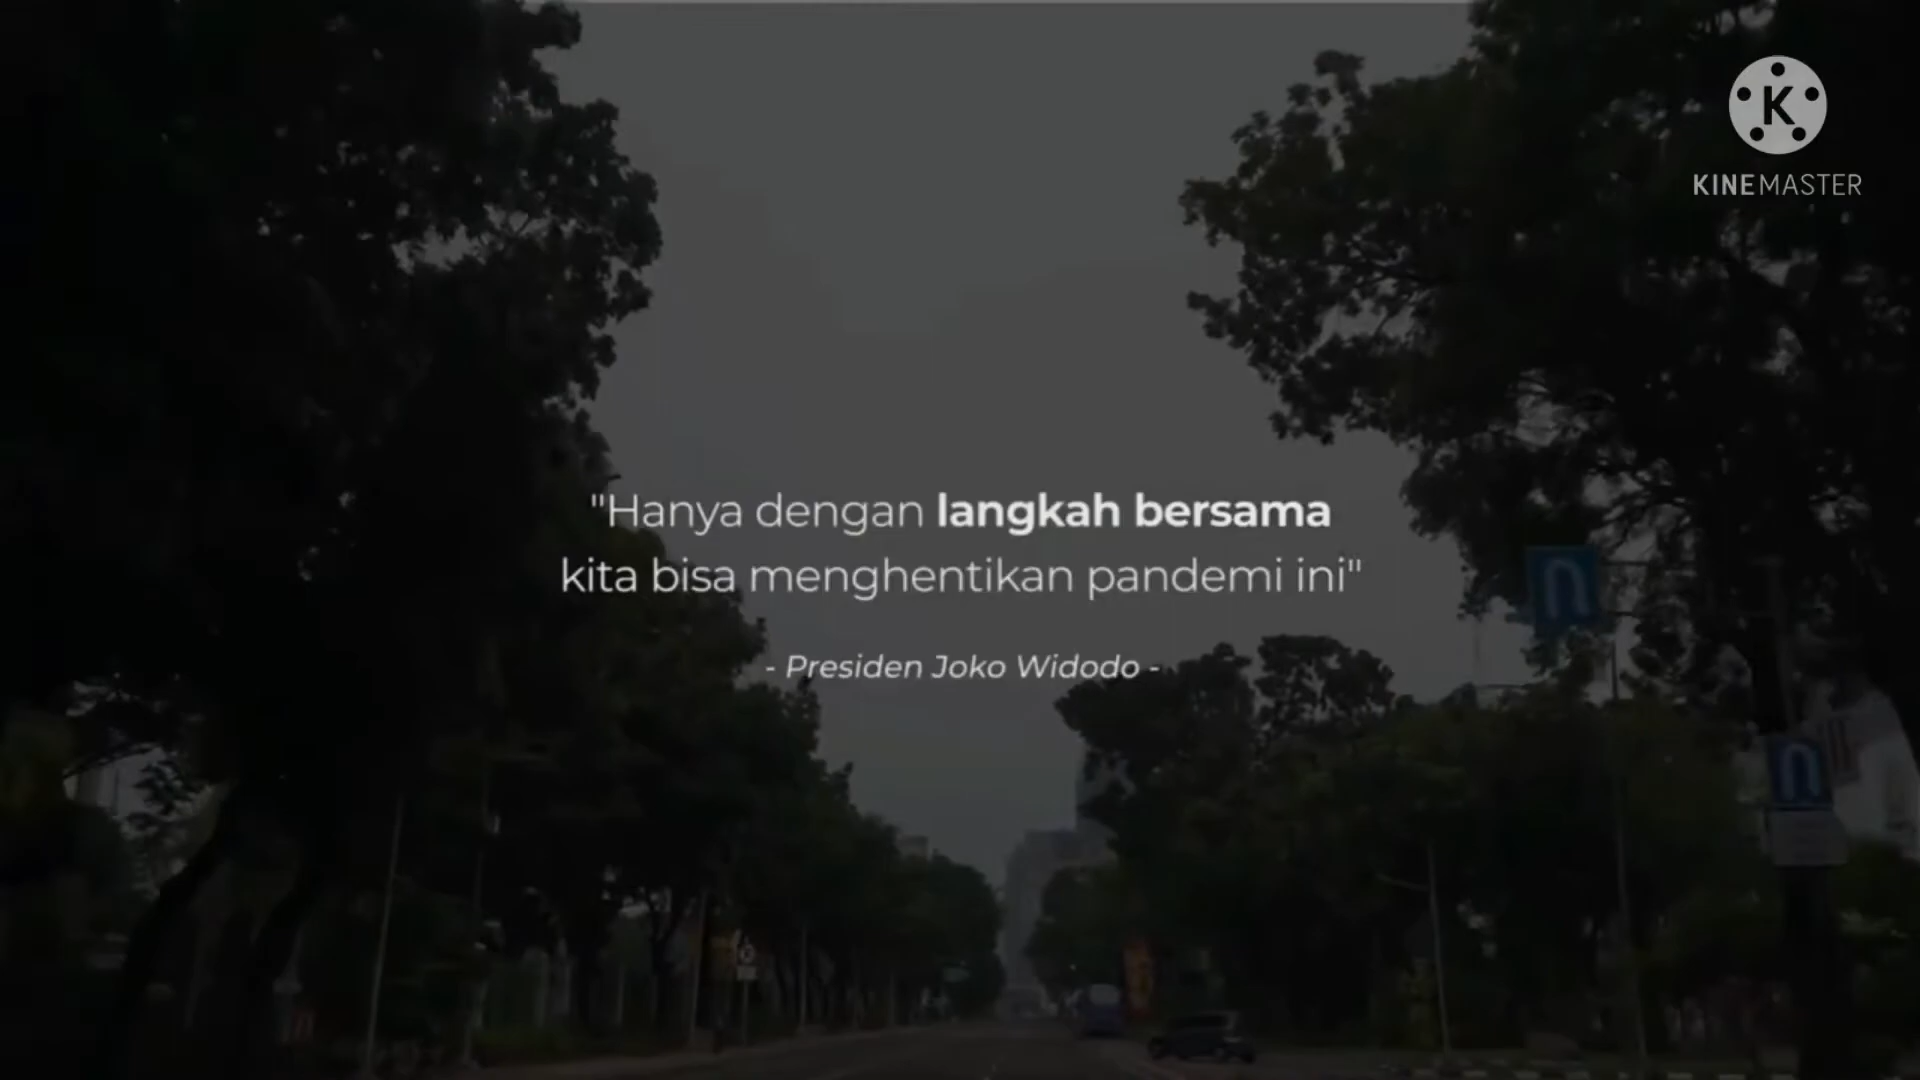 KINEMASTER
"Hanya dengan langkah bersama
kita bisa menghentikan pandemi ini"
- Presiden Joko Widodo -